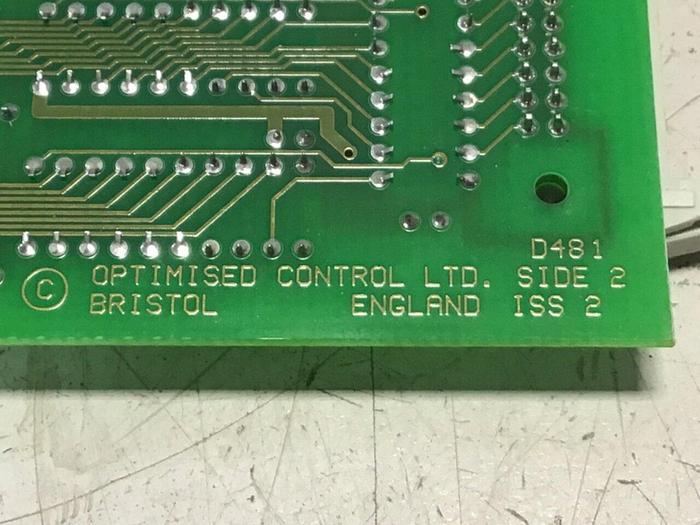 D481
© OPTIMISED CONTROL LTD. SIDE 2
BRISTOL ENGLAND ISS 2